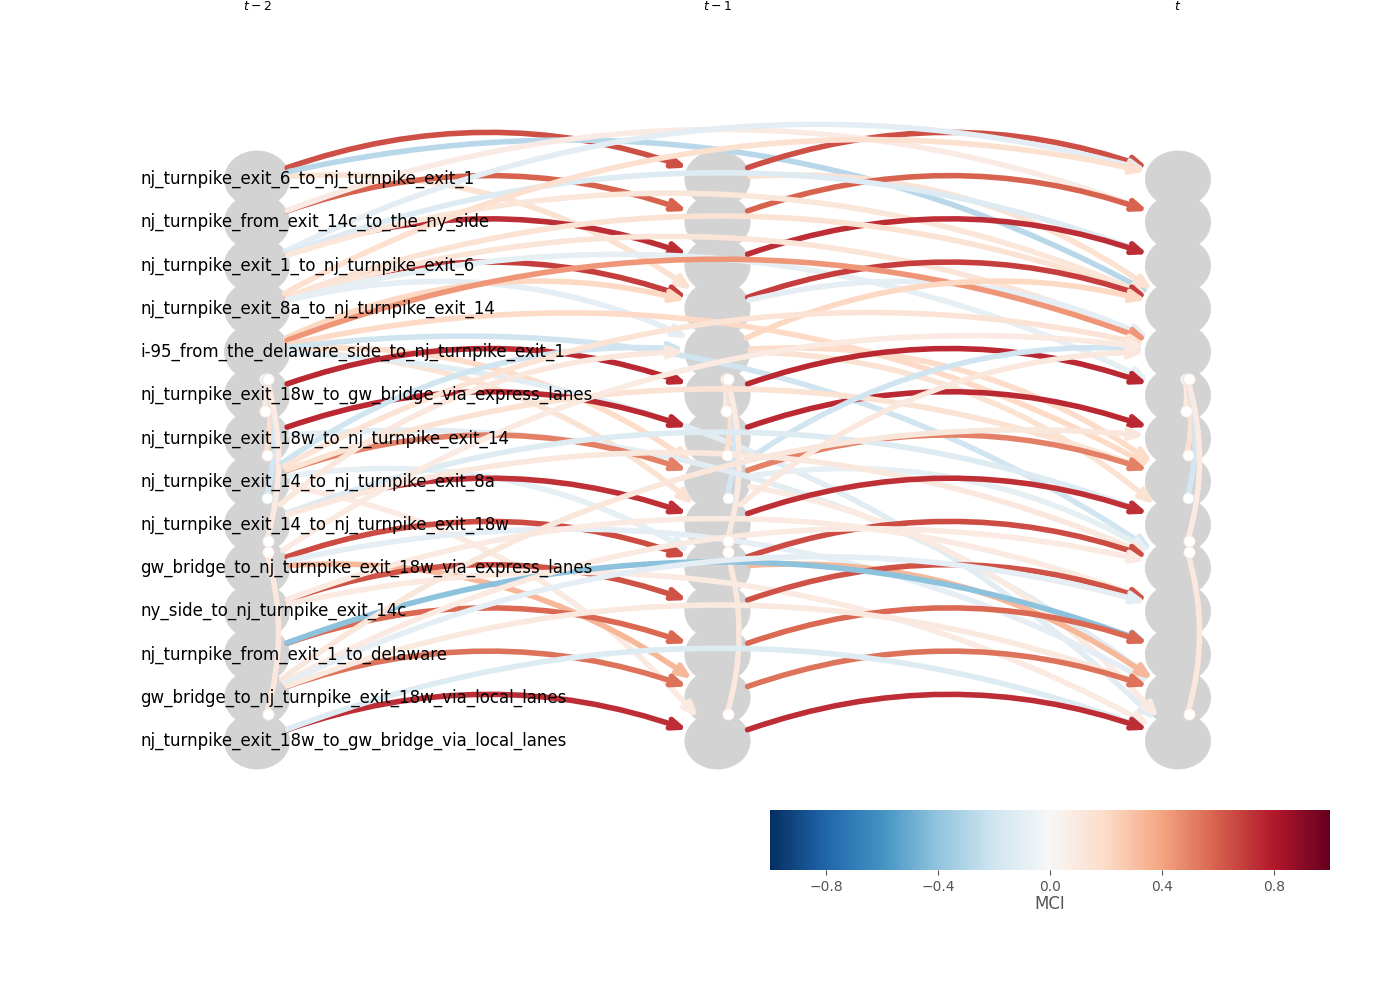 t − 2 t − 1 t
nj_turnpike_exit_6_to_nj_turnpike_exit_1
nj_turnpike_from_exit_14c_to_the_ny_side
nj_turnpike_exit_1_to_nj_turnpike_exit_6
nj_turnpike_exit_8a_to_nj_turnpike_exit_14
i-95_from_the_delaware_side_to_nj_turnpike_exit_1
nj_turnpike_exit_18w_to_gw_bridge_via_express_lanes
nj_turnpike_exit_18w_to_nj_turnpike_exit_14
nj_turnpike_exit_14_to_nj_turnpike_exit_8a
nj_turnpike_exit_14_to_nj_turnpike_exit_18w
gw_bridge_to_nj_turnpike_exit_18w_via_express_lanes
ny_side_to_nj_turnpike_exit_14c
nj_turnpike_from_exit_1_to_delaware
gw_bridge_to_nj_turnpike_exit_18w_via_local_lanes
nj_turnpike_exit_18w_to_gw_bridge_via_local_lanes
−0.8 −0.4 0.0 0.4 0.8
MCI